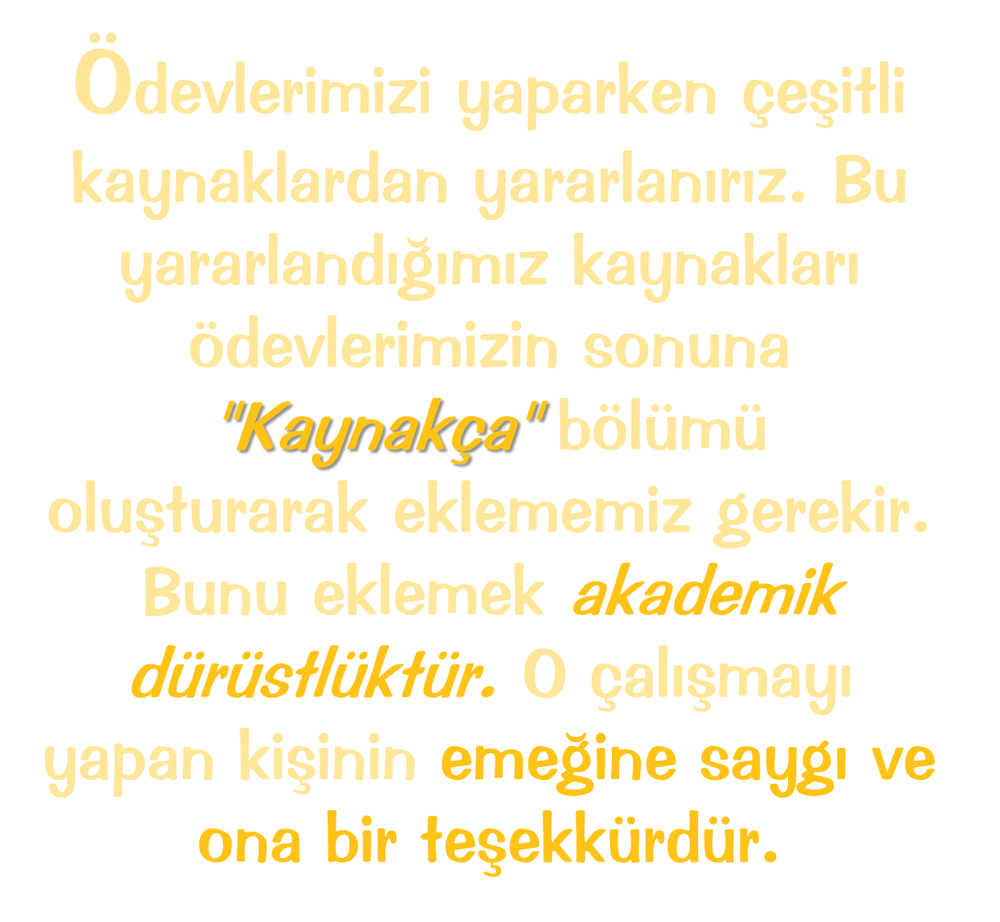 Ödevlerimizi yaparken çeşitli
kaynaklardan yararlanırız. Bu
yararlandığımız kaynakları
ödevlerimizin sonuna
"Kaynakça" bölümü
oluşturarak eklememiz gerekir.
Bunu eklemek akademik
dürüstlüktür. O çalışmayı
yapan kişinin emeğine saygı ve
ona bir teşekkürdür.